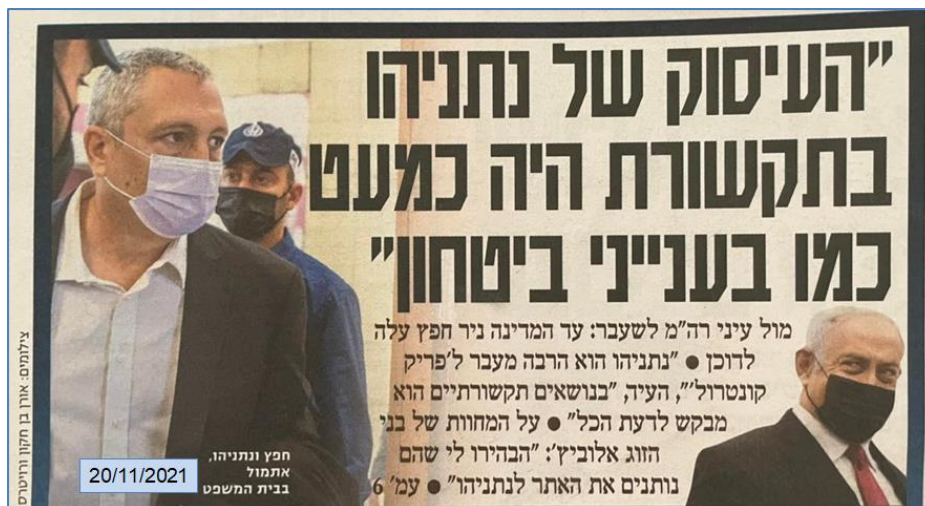 "העיסוק של נתניהו
בתקשורת היה כמעט
כמו בענייני ביטחון"
מול עיני רה"מ לשעבר: עד המדינה ניר חפץ עלה
לדוכן ● "נתניהו הוא הרבה מעבר ל'פריק
קונטרול'", העיד, "בנושאים תקשורתיים הוא
מבקש לדעת הכל" ● על המחוות של בני
הזוג אלוביץ': "הבהירו לי שהם
נותנים את האתר לנתניהו" ● עמ' 6
חפץ ונתניהו,
אתמול
בבית המשפט
20/11/2021
צילומים: אורן בן חקון ורויטרס